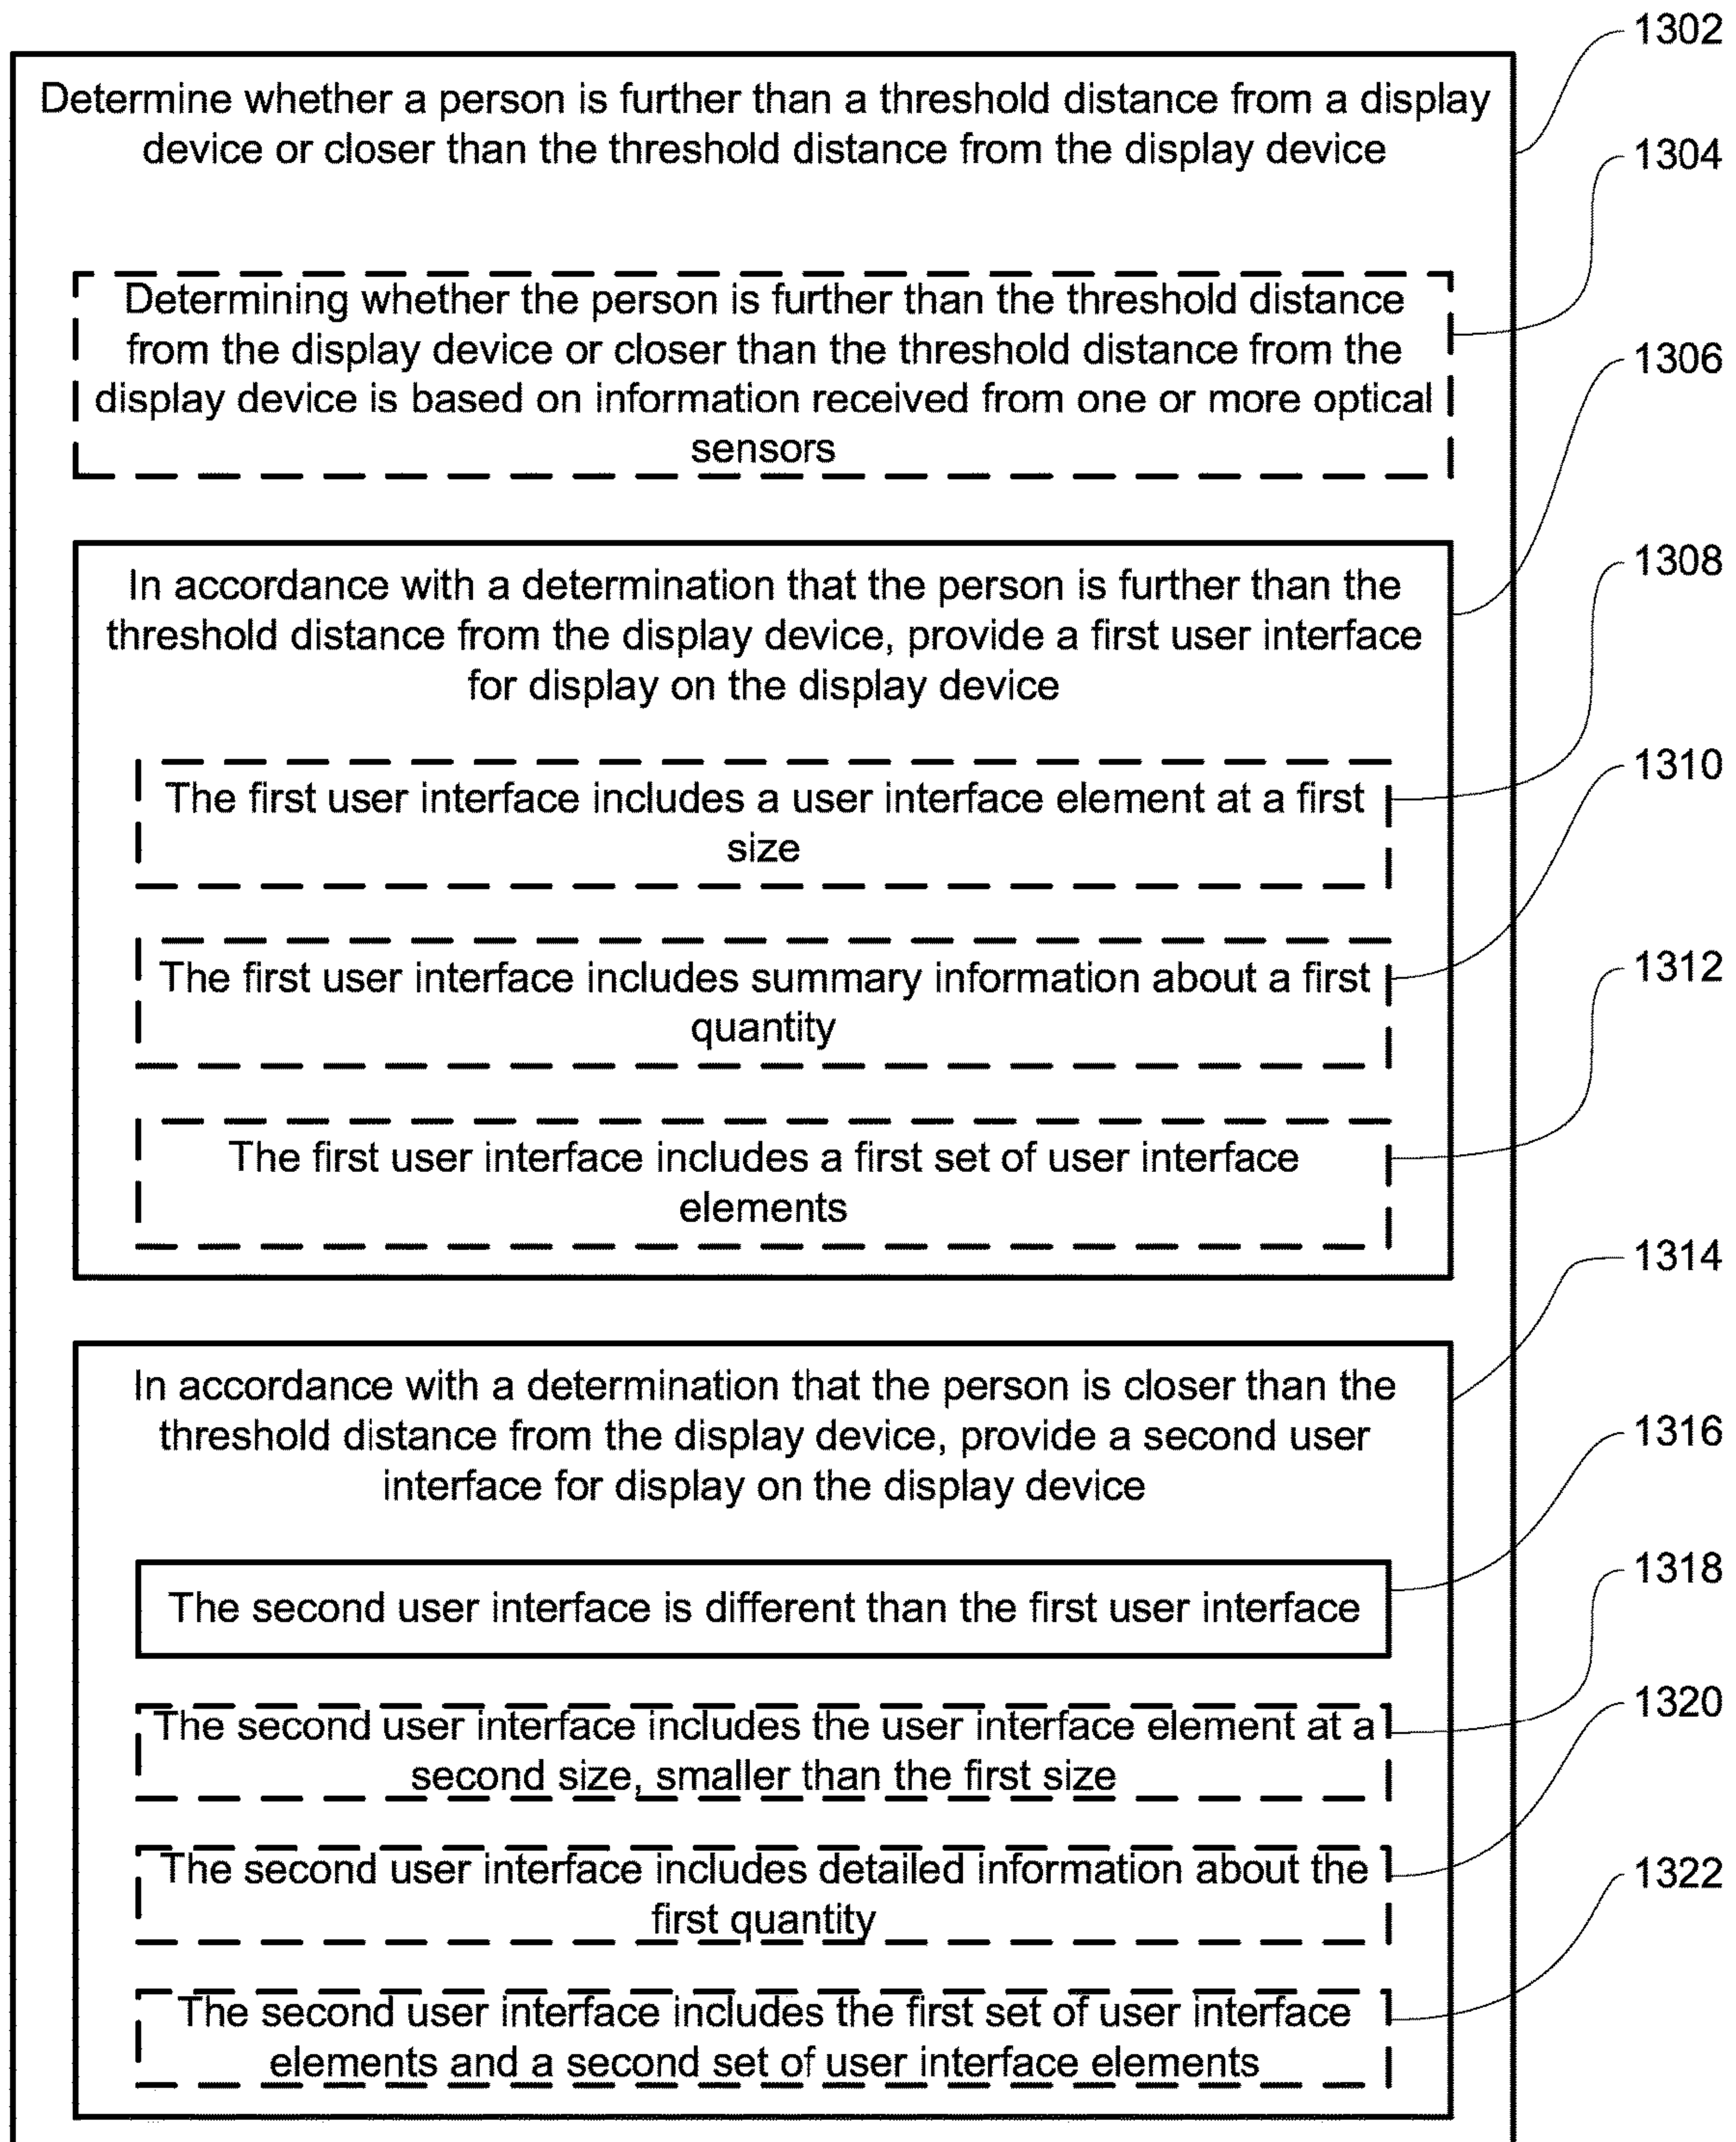 1302
Determine whether a person is further than a threshold distance from a display
device or closer than the threshold distance from the display device
1304
Determining whether the person is further than the threshold distance
from the display device or closer than the threshold distance from the
display device is based on information received from one or more optical
sensors
1306
In accordance with a determination that the person is further than the
threshold distance from the display device, provide a first user interface
for display on the display device
1308
The first user interface includes a user interface element at a first
size
1310
The first user interface includes summary information about a first
quantity
1312
The first user interface includes a first set of user interface
elements
1314
In accordance with a determination that the person is closer than the
threshold distance from the display device, provide a second user
interface for display on the display device
1316
The second user interface is different than the first user interface
1318
The second user interface includes the user interface element at a
second size, smaller than the first size
1320
The second user interface includes detailed information about the
first quantity
1322
The second user interface includes the first set of user interface
elements and a second set of user interface elements